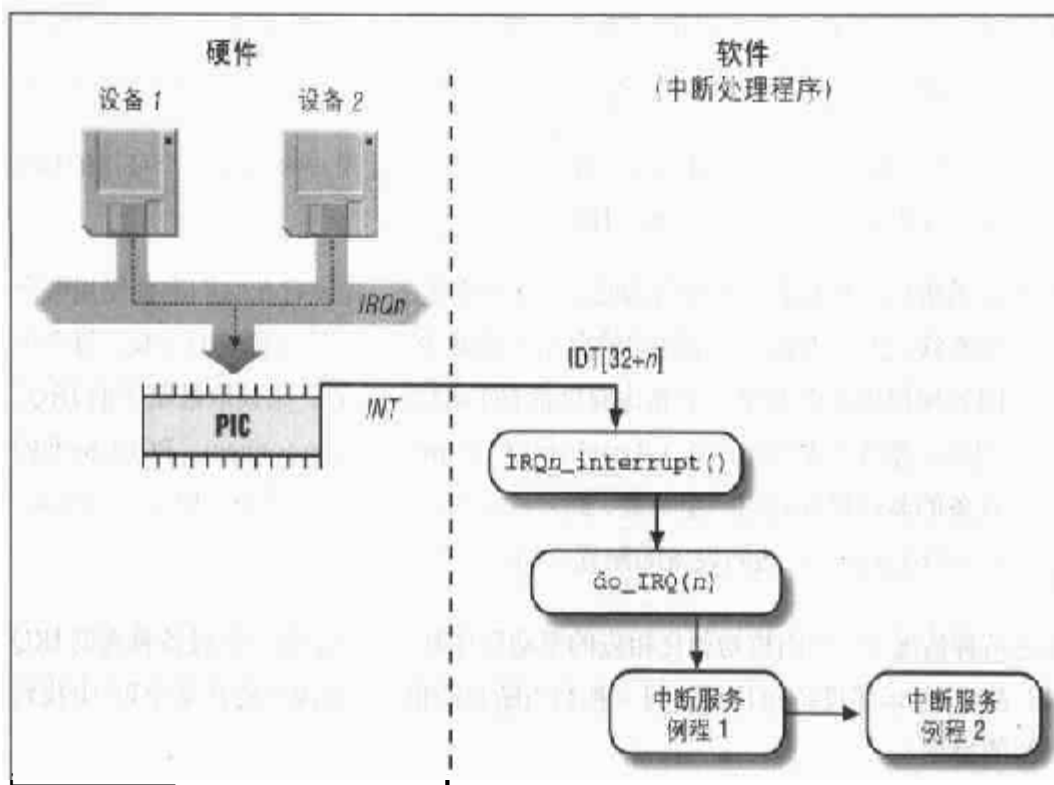 硬件
软件
(中断处理程序)
设备 1
设备 2
IRQn
IDT[32+n]
PIC
INT
IRQn_interrupt()
do_IRQ(n)
中断服务
例程 1
中断服务
例程 2